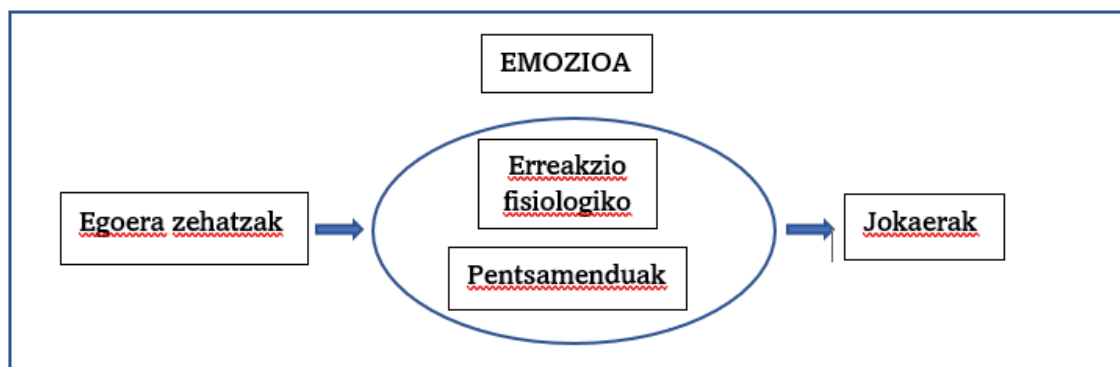 EMOZIOA
Erreakzio
fisiologiko
Egoera zehatzak
Jokaerak
Pentsamenduak